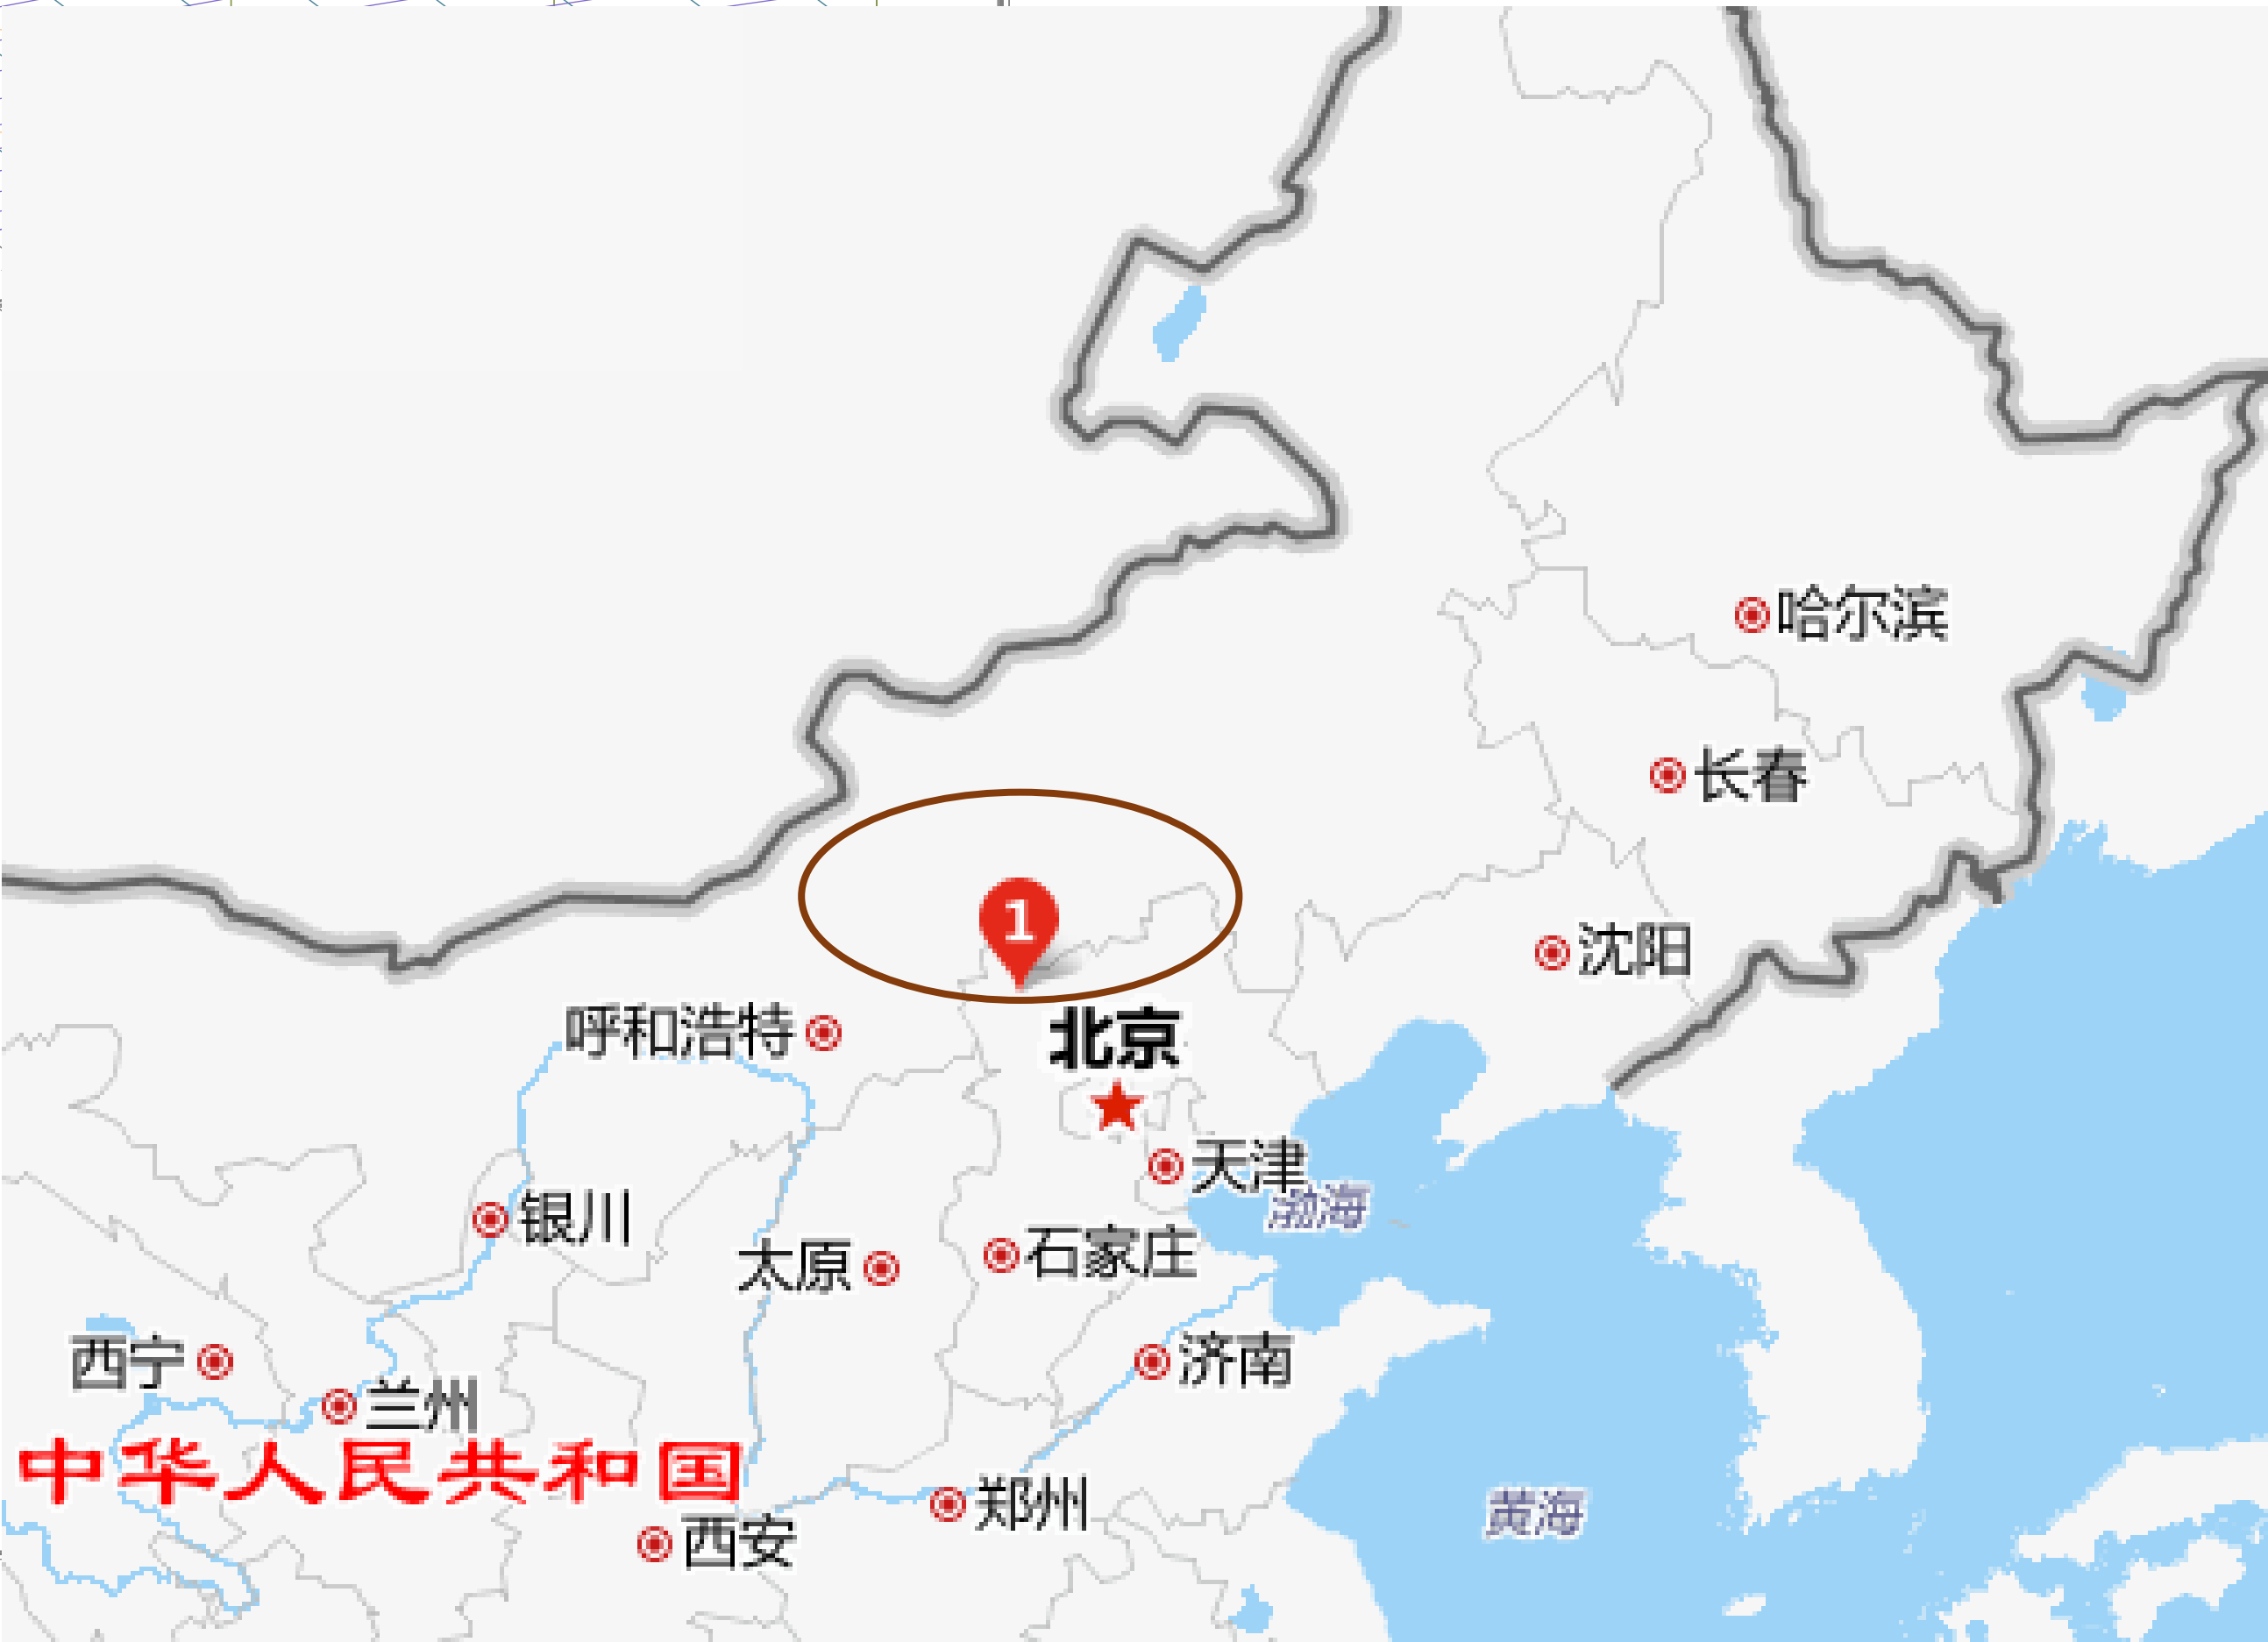 哈尔滨
长春
1
沈阳
呼和浩特
北京
天津
渤海
银川
石家庄
太原
西宁
济南
兰州
中华人民共和国
郑州
黄海
西安